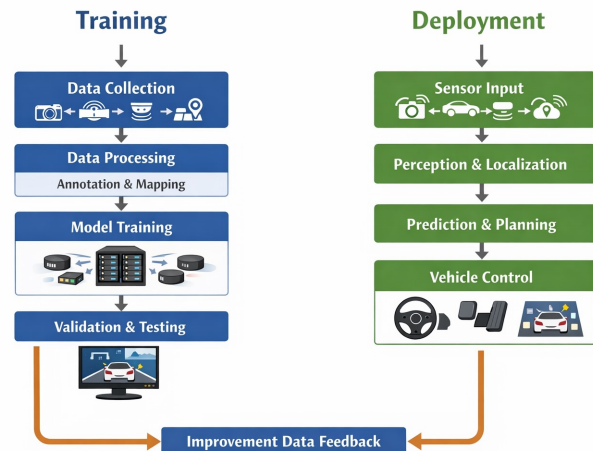 Training
Data Collection
Data Processing
Annotation & Mapping
Model Training
Validation & Testing
Deployment
Sensor Input
Perception & Localization
Prediction & Planning
Vehicle Control
Improvement Data Feedback